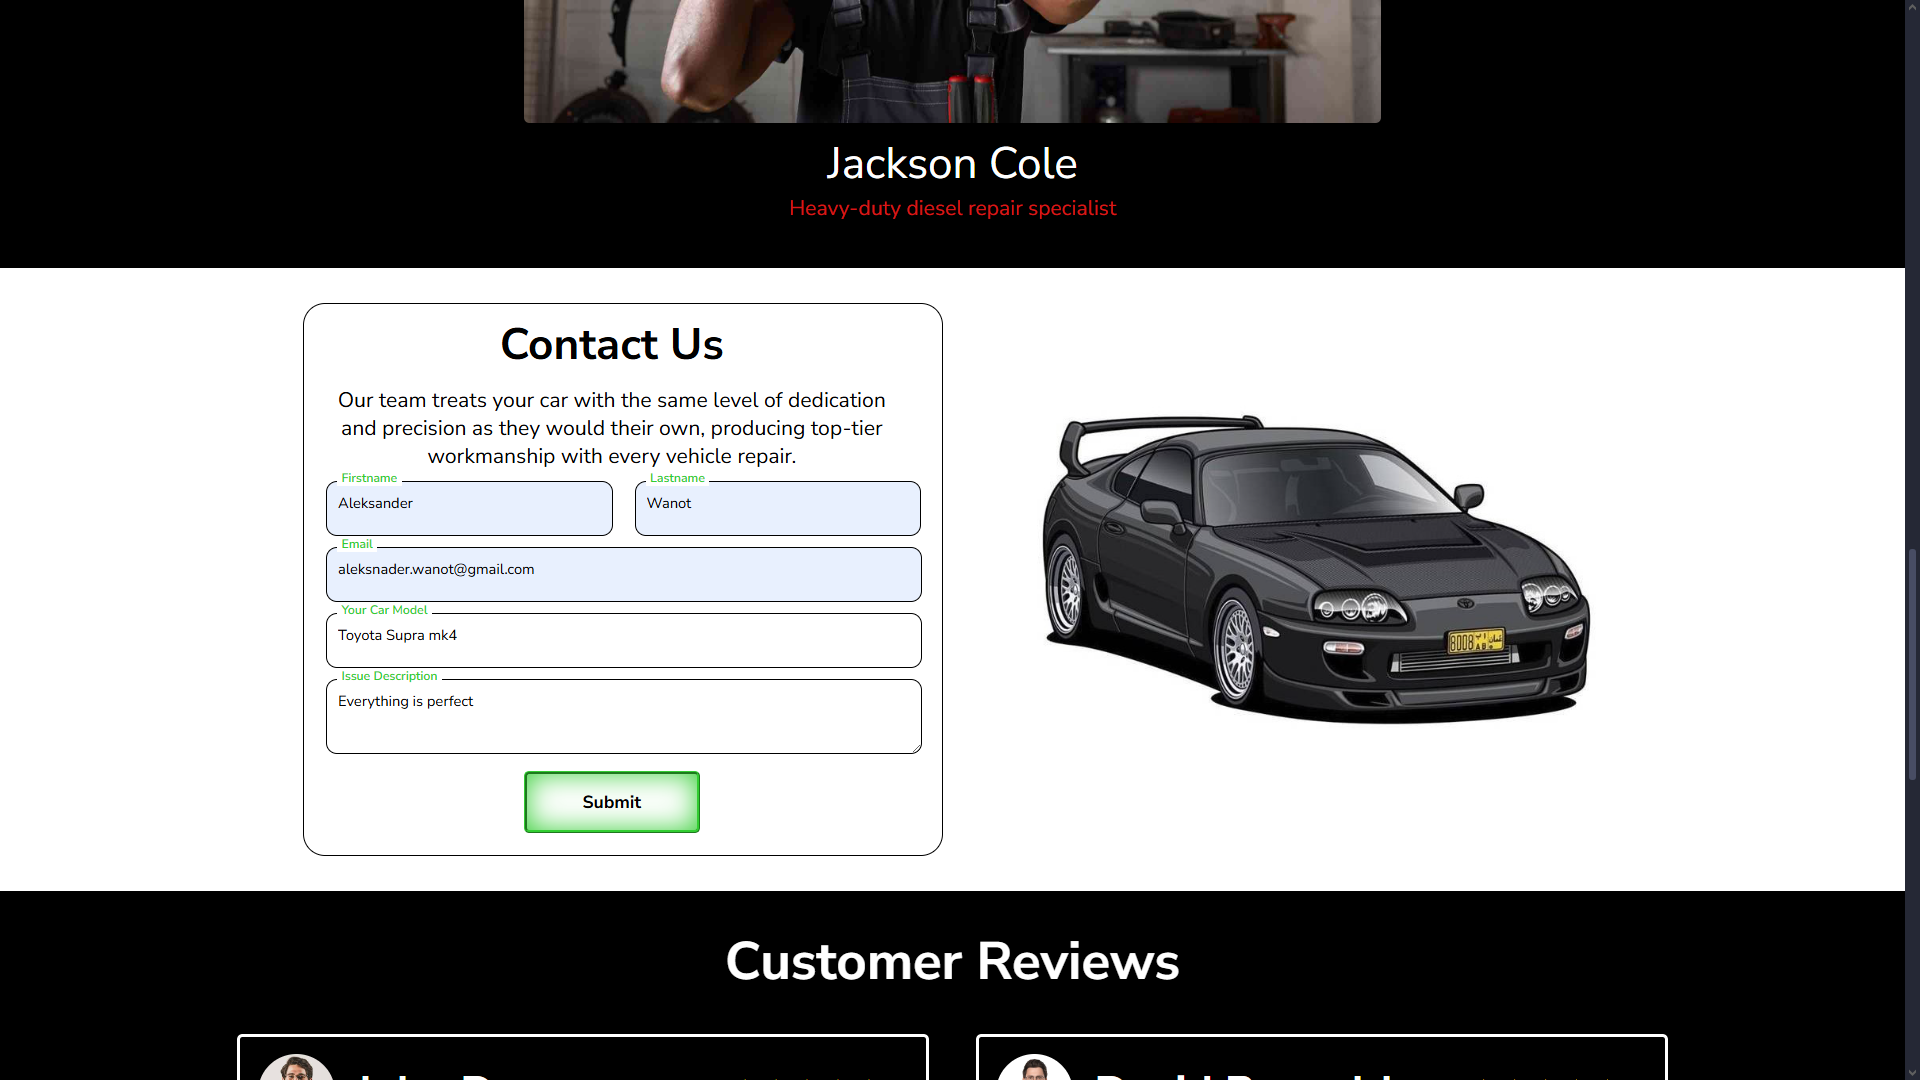 Jackson Cole
Heavy-duty diesel repair specialist
Contact Us
Our team treats your car with the same level of dedication
and precision as they would their own, producing top-tier
workmanship with every vehicle repair.
Firstname
Aleksander
Lastname
Wanot
Email
aleksnader.wanot@gmail.com
Your Car Model
Toyota Supra mk4
Issue Description
Everything is perfect
Submit
8008
Customer Reviews